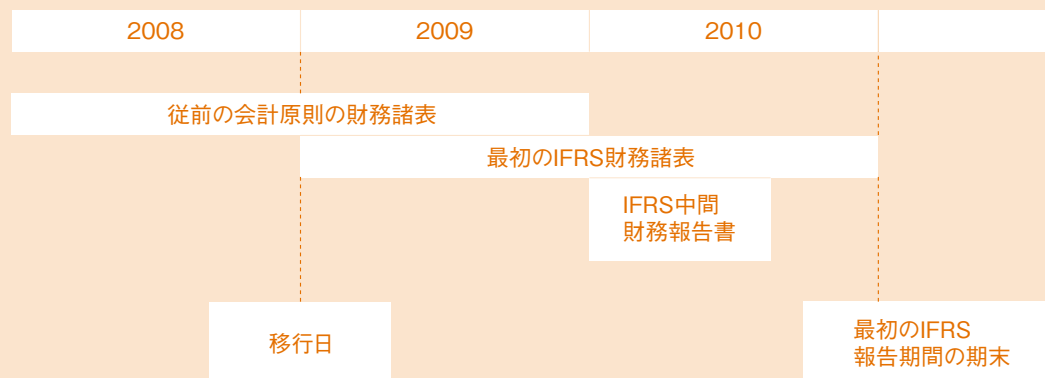 2008
2009
2010
従前の会計原則の財務諸表
最初のIFRS財務諸表
IFRS中間
財務報告書
移行日
最初のIFRS
報告期間の期末